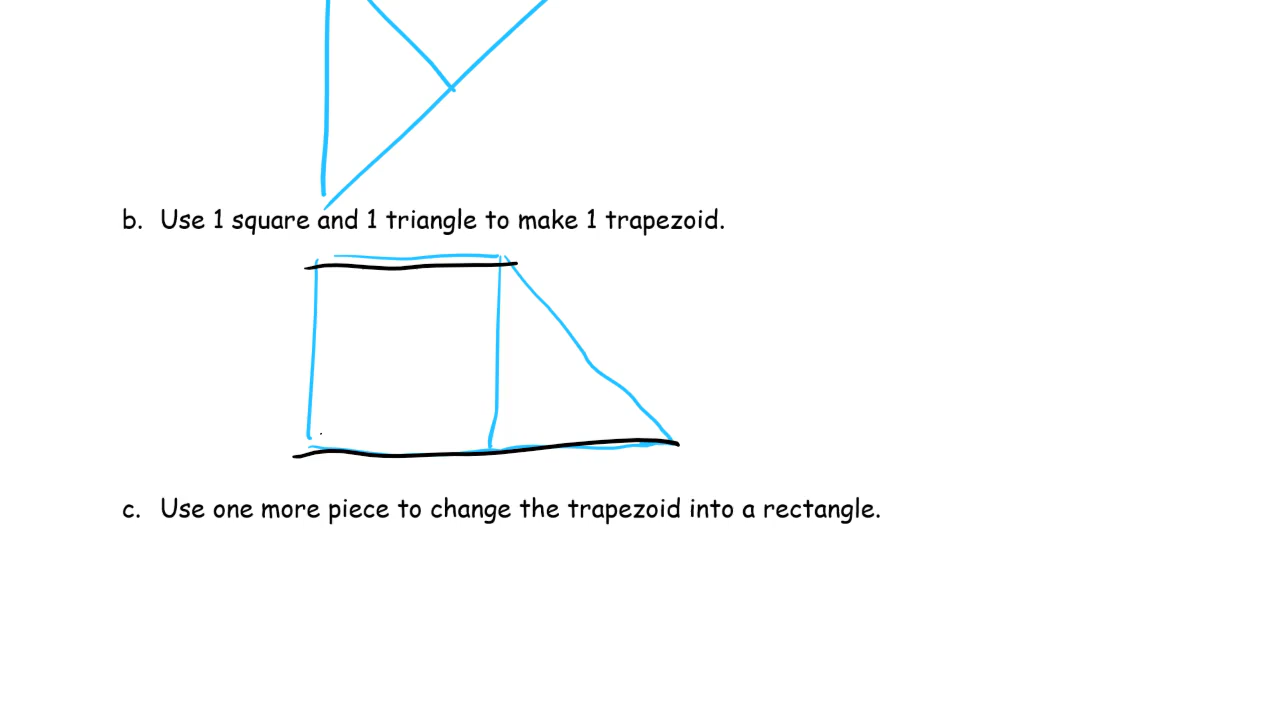 b. Use 1 square and 1 triangle to make 1 trapezoid.
c. Use one more piece to change the trapezoid into a rectangle.